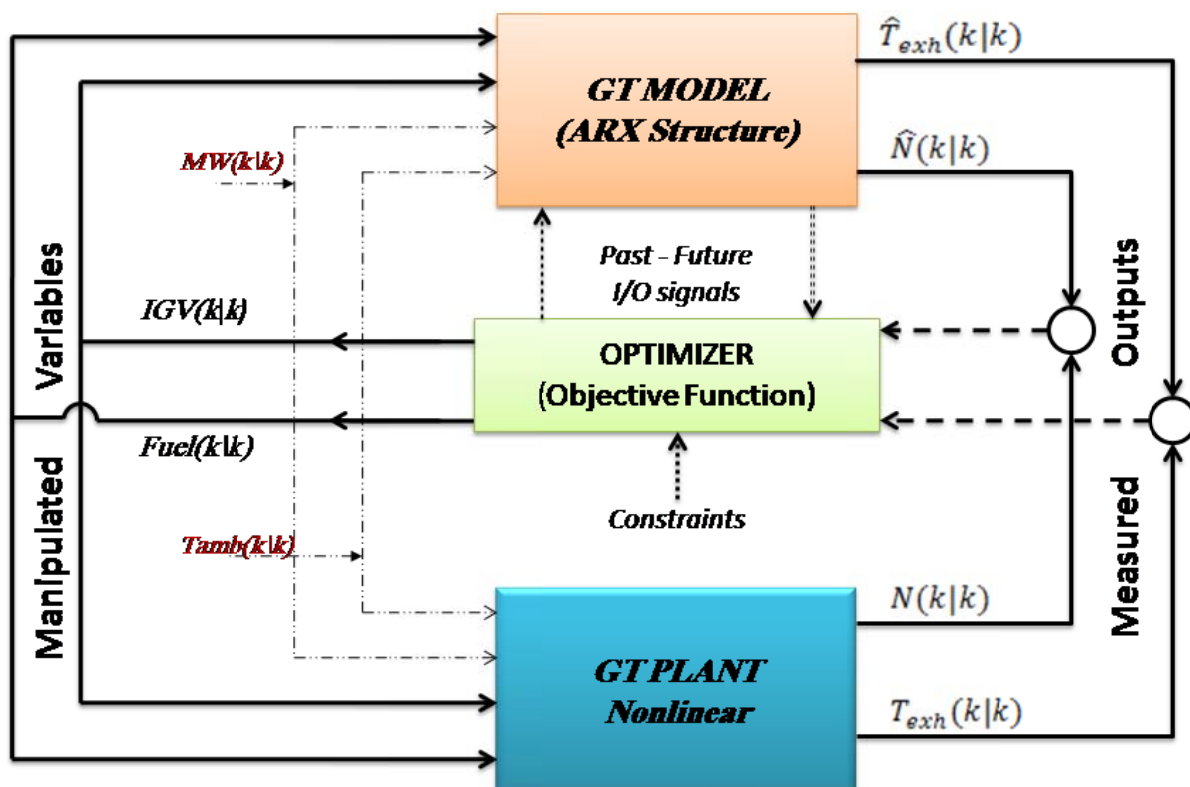 T̂exh(k|k)
GT MODEL
(ARX Structure)
N̂(k|k)
MW(k|k)
Past - Future
I/O signals
IGV(k|k)
OPTIMIZER
(Objective Function)
Fuel(k|k)
Constraints
Tamb(k|k)
N(k|k)
GT PLANT
Nonlinear
Texh(k|k)
Manipulated Variables
Measured Outputs